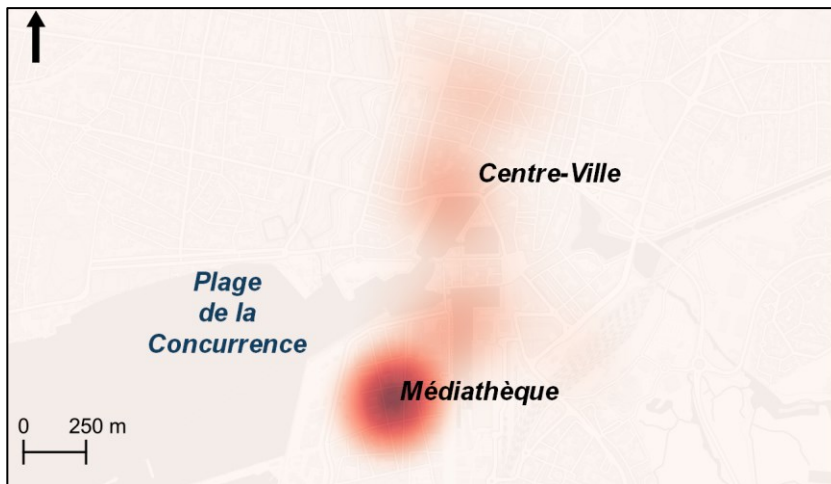 Centre-Ville
Plage
de la
Concurrence
Médiathèque
0 250 m